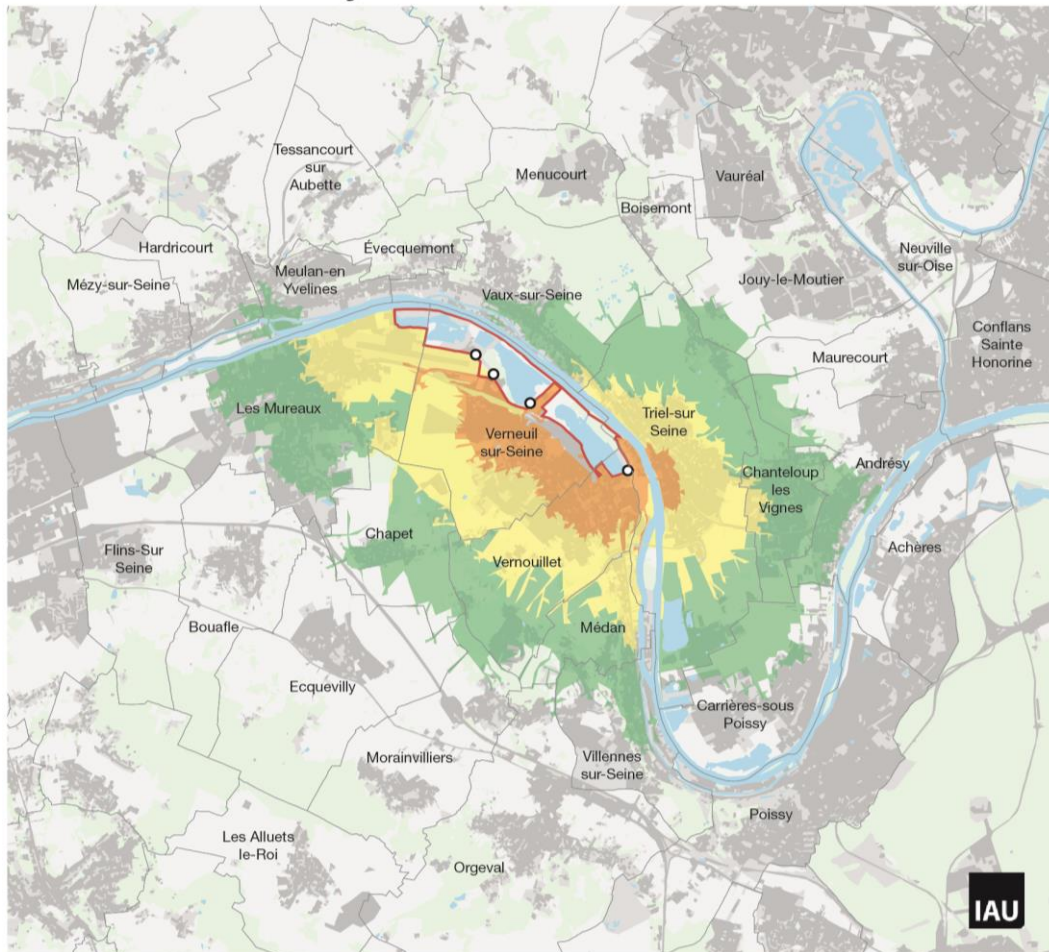 Tessancourt
sur
Aubette
Menucourt
Vauréal
Boisemont
Hardricourt
Évecquemont
Neuville
sur-Oise
Mézy-sur-Seine
Meulan-en
Yvelines
Jouy-le-Moutier
Vaux-sur-Seine
Conflans
Sainte
Honorine
Maurecourt
Les Mureaux
Triel-sur
Seine
Verneuil
sur-Seine
Andrésy
Chanteloup
les
Vignes
Chapet
Achères
Flins-Sur
Seine
Vernouillet
Bouafle
Médan
Ecquevilly
Carrières-sous
Poissy
Morainvilliers
Villennes
sur-Seine
Poissy
Les Alluets
le-Roi
Orgeval
IAU